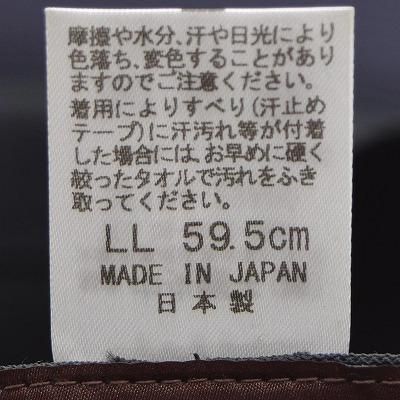 摩擦や水分、汗や日光により
色落ち、変色することがあり
ますのでご注意ください。
着用によりすべり(汗止め
テープ)に汗汚れ等が付着
した場合には、お早めに硬く
絞ったタオルで汚れをふき
取ってください。
LL 59.5cm
MADE IN JAPAN
日本製